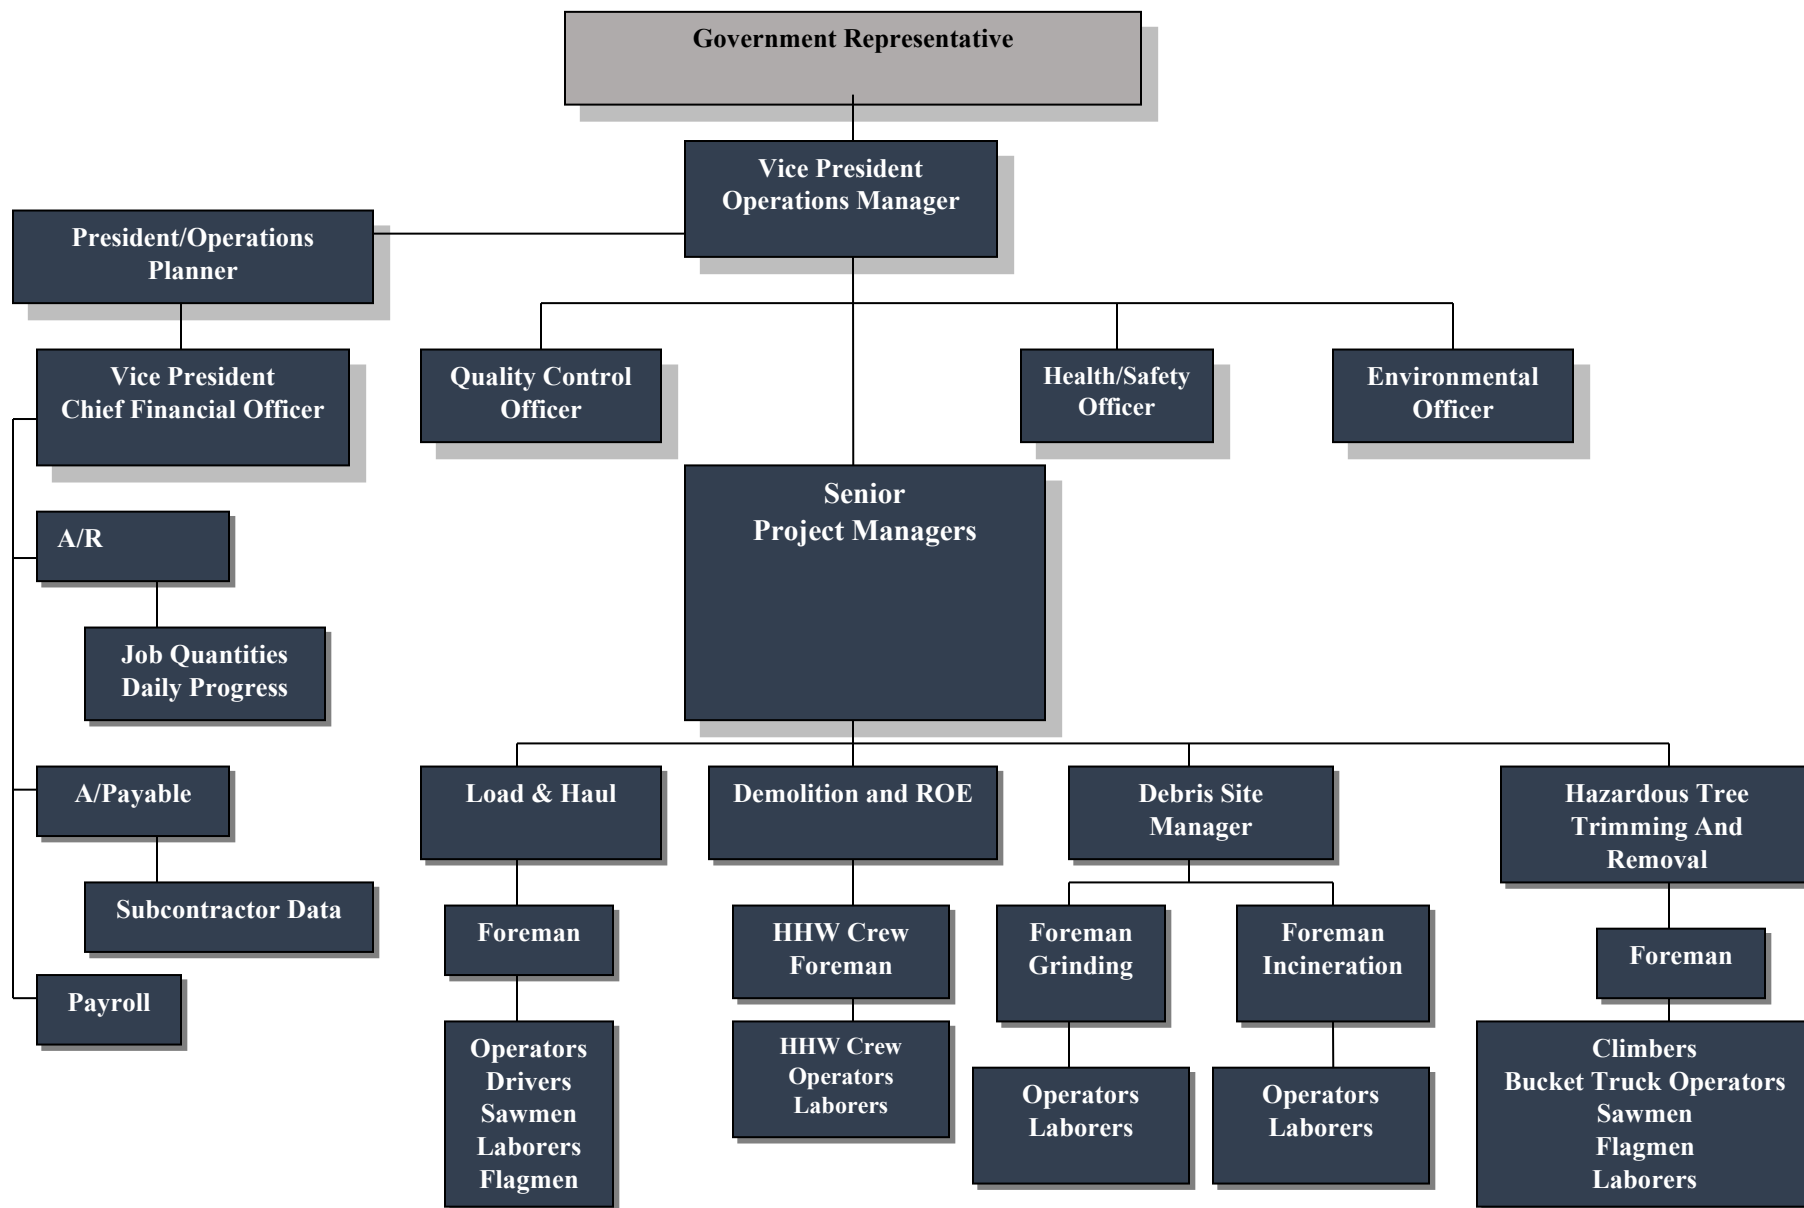 Government Representative
Vice President
Operations Manager
President/Operations
Planner
Vice President
Chief Financial Officer
Quality Control
Officer
Health/Safety
Officer
Environmental
Officer
Senior
Project Managers
A/R
Job Quantities
Daily Progress
A/Payable
Subcontractor Data
Payroll
Load & Haul
Demolition and ROE
Debris Site
Manager
Hazardous Tree
Trimming And
Removal
Foreman
HHW Crew
Foreman
Foreman
Grinding
Foreman
Incineration
Foreman
Operators
Drivers
Sawmen
Laborers
Flagmen
HHW Crew
Operators
Laborers
Operators
Laborers
Operators
Laborers
Climbers
Bucket Truck Operators
Sawmen
Flagmen
Laborers